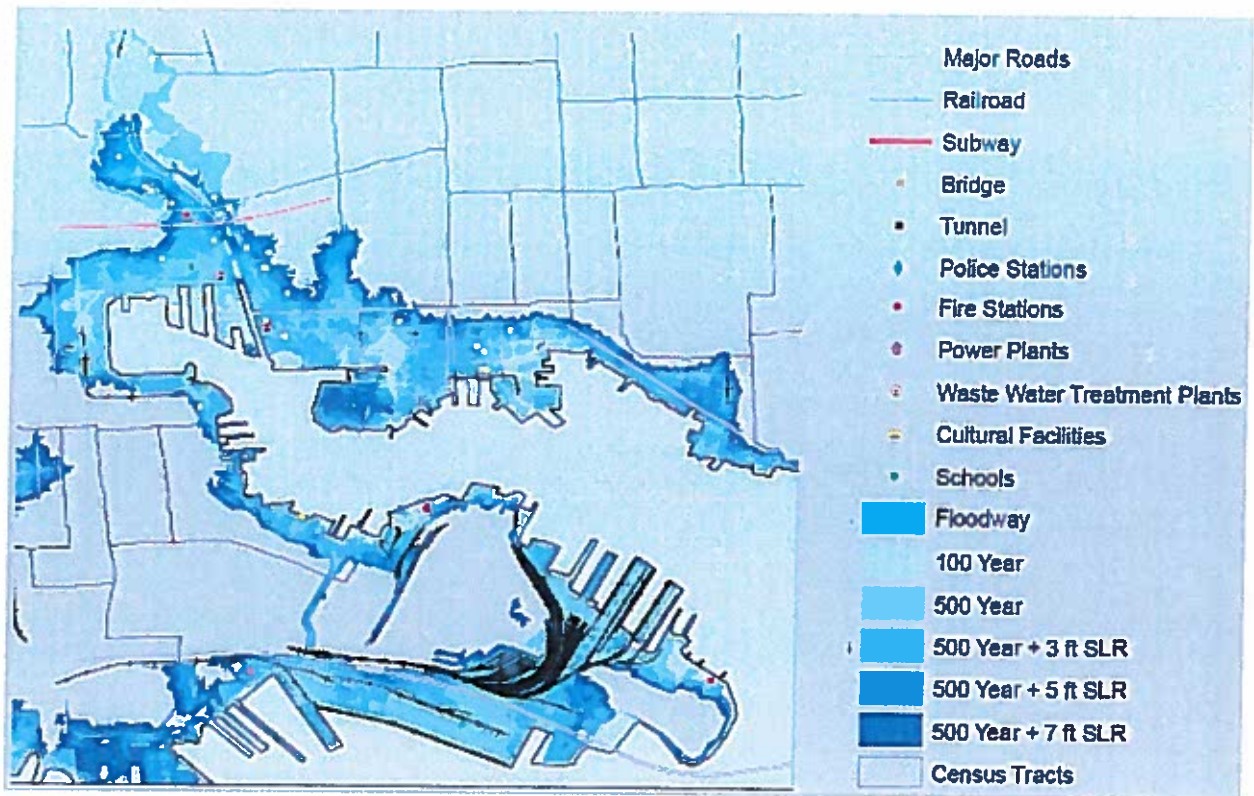 Major Roads
Railroad
Subway
Bridge
Tunnel
Police Stations
Fire Stations
Power Plants
Waste Water Treatment Plants
Cultural Facilities
Schools
Floodway
100 Year
500 Year
500 Year + 3 ft SLR
500 Year + 5 ft SLR
500 Year + 7 ft SLR
Census Tracts